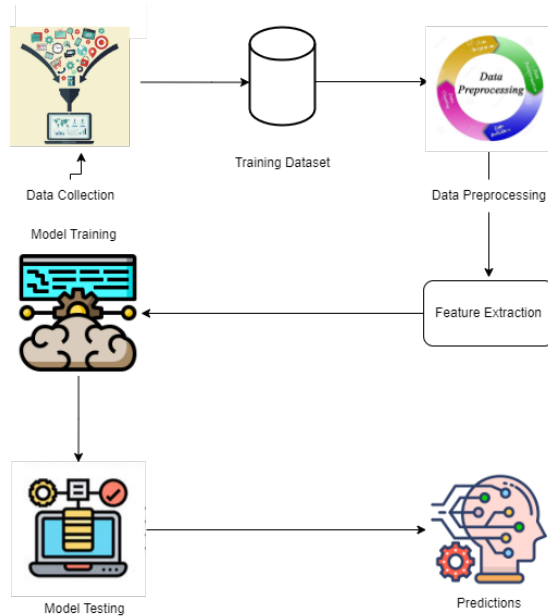 Data
Preprocessing
Training Dataset
Data Collection
Data Preprocessing
Model Training
Feature Extraction
Model Testing
Predictions